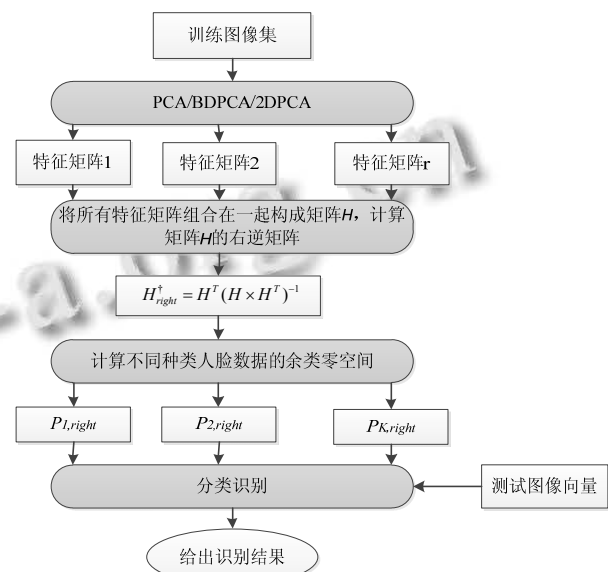 训练图像集
PCA/BDPCA/2DPCA
特征矩阵1
特征矩阵2
特征矩阵r
将所有特征矩阵组合在一起构成矩阵H，计算
矩阵H的右逆矩阵
H†right = H^T(H × H^T)^-1
计算不同种类人脸数据的余类零空间
P1,right
P2,right
PK,right
分类识别
测试图像向量
给出识别结果